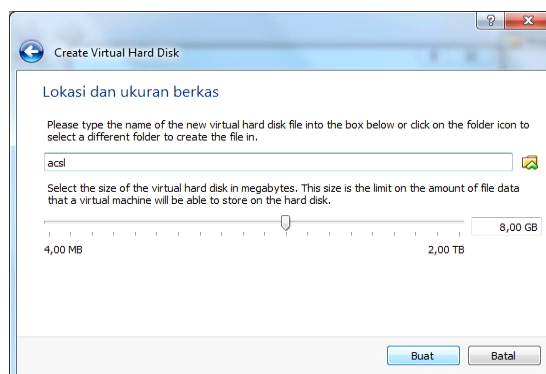 Create Virtual Hard Disk
Lokasi dan ukuran berkas
Please type the name of the new virtual hard disk file into the box below or click on the folder icon to
select a different folder to create the file in.
acsl
Select the size of the virtual hard disk in megabytes. This size is the limit on the amount of file data
that a virtual machine will be able to store on the hard disk.
8,00 GB
4,00 MB 2,00 TB
Buat Batal